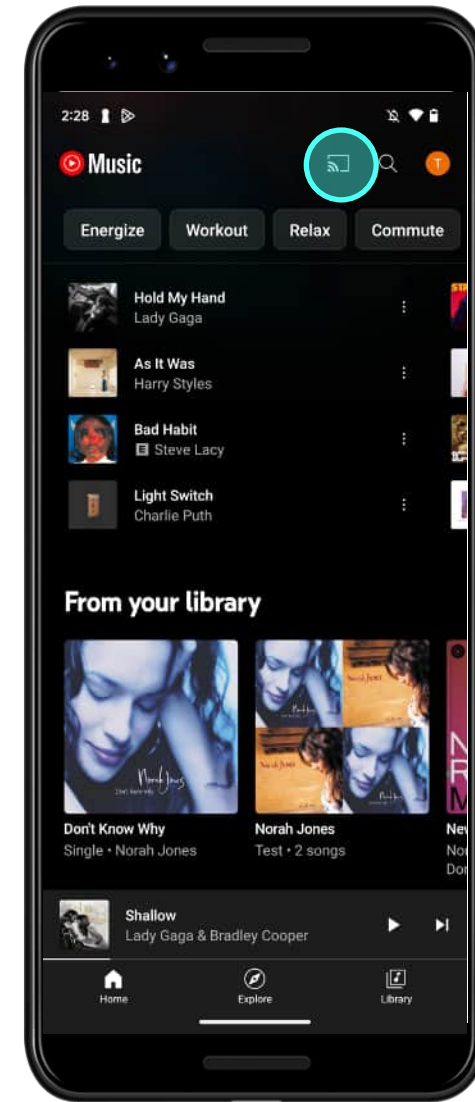 2:28
Music
T
Energize Workout Relax Commute
Hold My Hand
Lady Gaga
As It Was
Harry Styles
Bad Habit
E Steve Lacy
Light Switch
Charlie Puth
From your library
Norah Jones
Don't Know Why
Single • Norah Jones
Norah Jones
Test • 2 songs
Shallow
Lady Gaga & Bradley Cooper
Home
Explore
Library